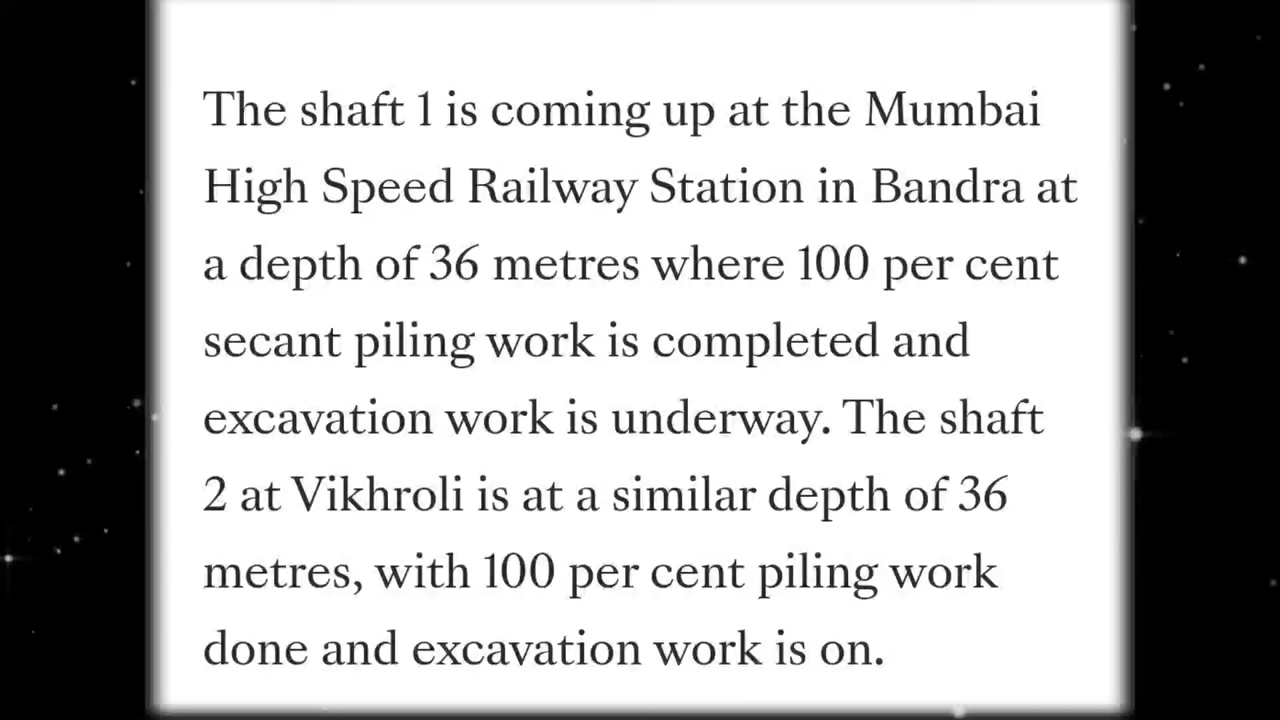 The shaft 1 is coming up at the Mumbai
High Speed Railway Station in Bandra at
a depth of 36 metres where 100 per cent
secant piling work is completed and
excavation work is underway. The shaft
2 at Vikhroli is at a similar depth of 36
metres, with 100 per cent piling work
done and excavation work is on.